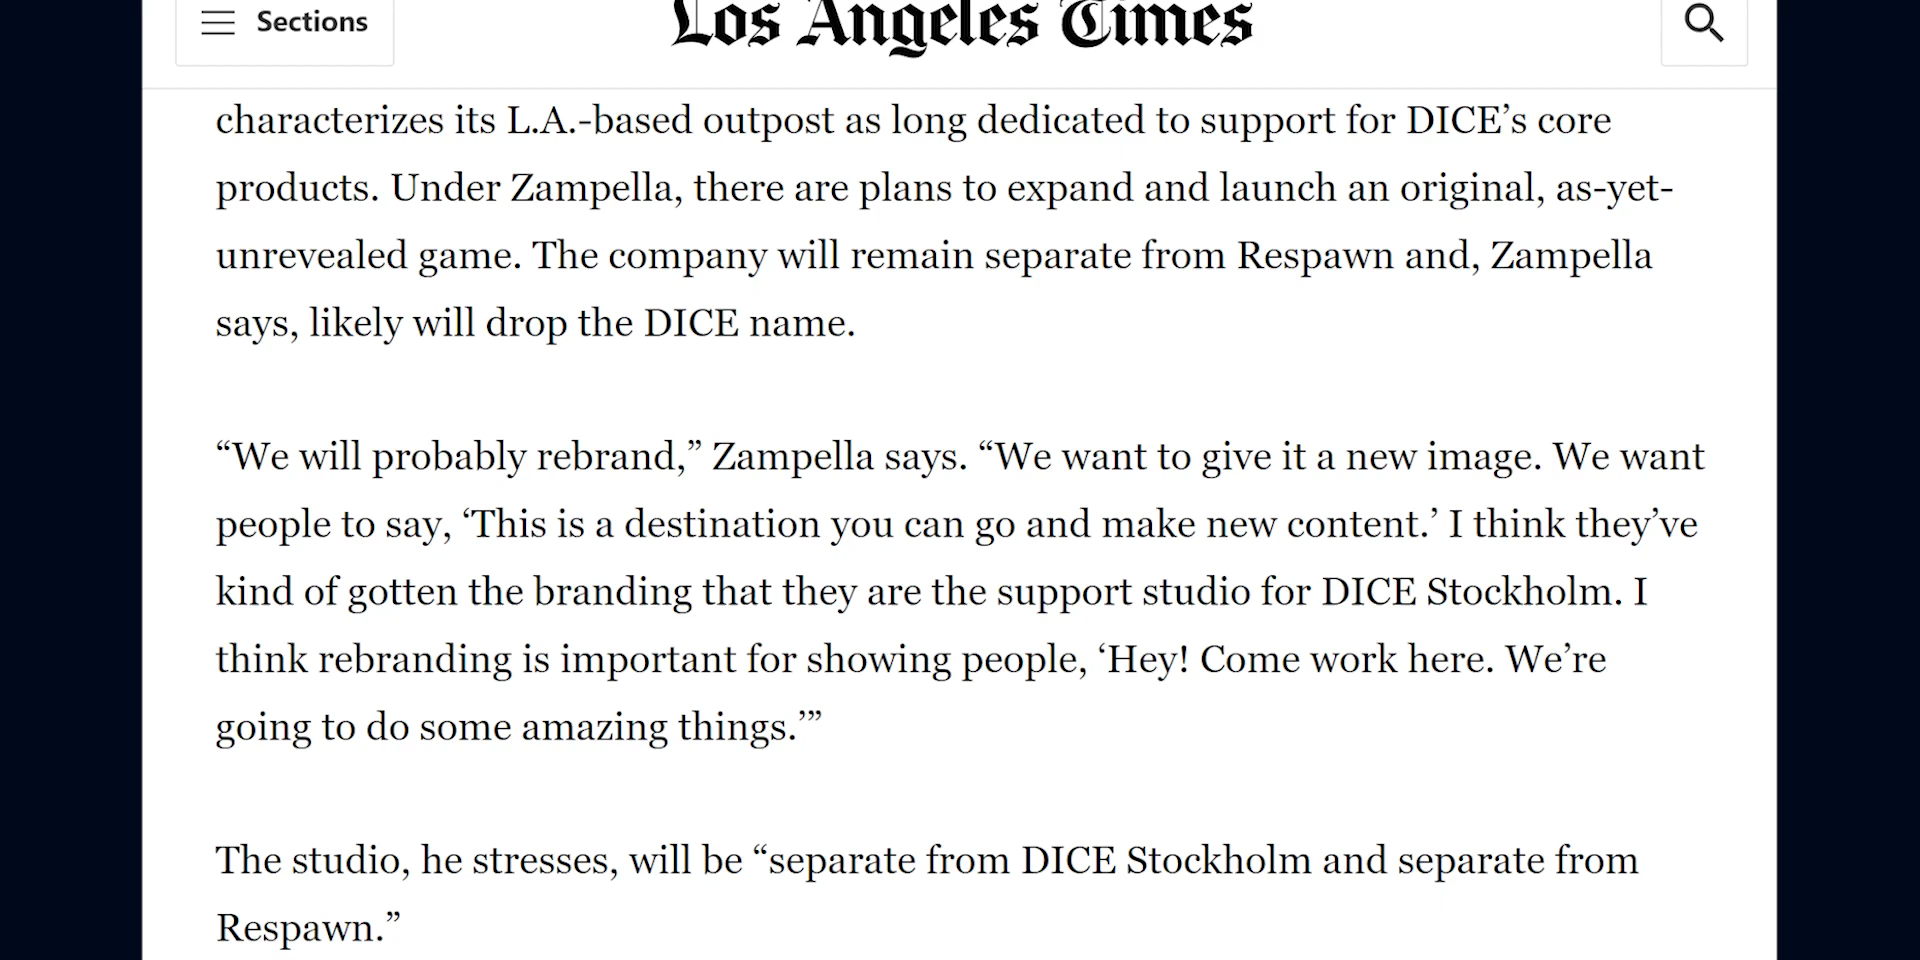 Sections
Los Angeles Times
characterizes its L.A.-based outpost as long dedicated to support for DICE’s core
products. Under Zampella, there are plans to expand and launch an original, as-yet-
unrevealed game. The company will remain separate from Respawn and, Zampella
says, likely will drop the DICE name.
“We will probably rebrand,” Zampella says. “We want to give it a new image. We want
people to say, ‘This is a destination you can go and make new content.’ I think they’ve
kind of gotten the branding that they are the support studio for DICE Stockholm. I
think rebranding is important for showing people, ‘Hey! Come work here. We’re
going to do some amazing things.’”
The studio, he stresses, will be “separate from DICE Stockholm and separate from
Respawn.”